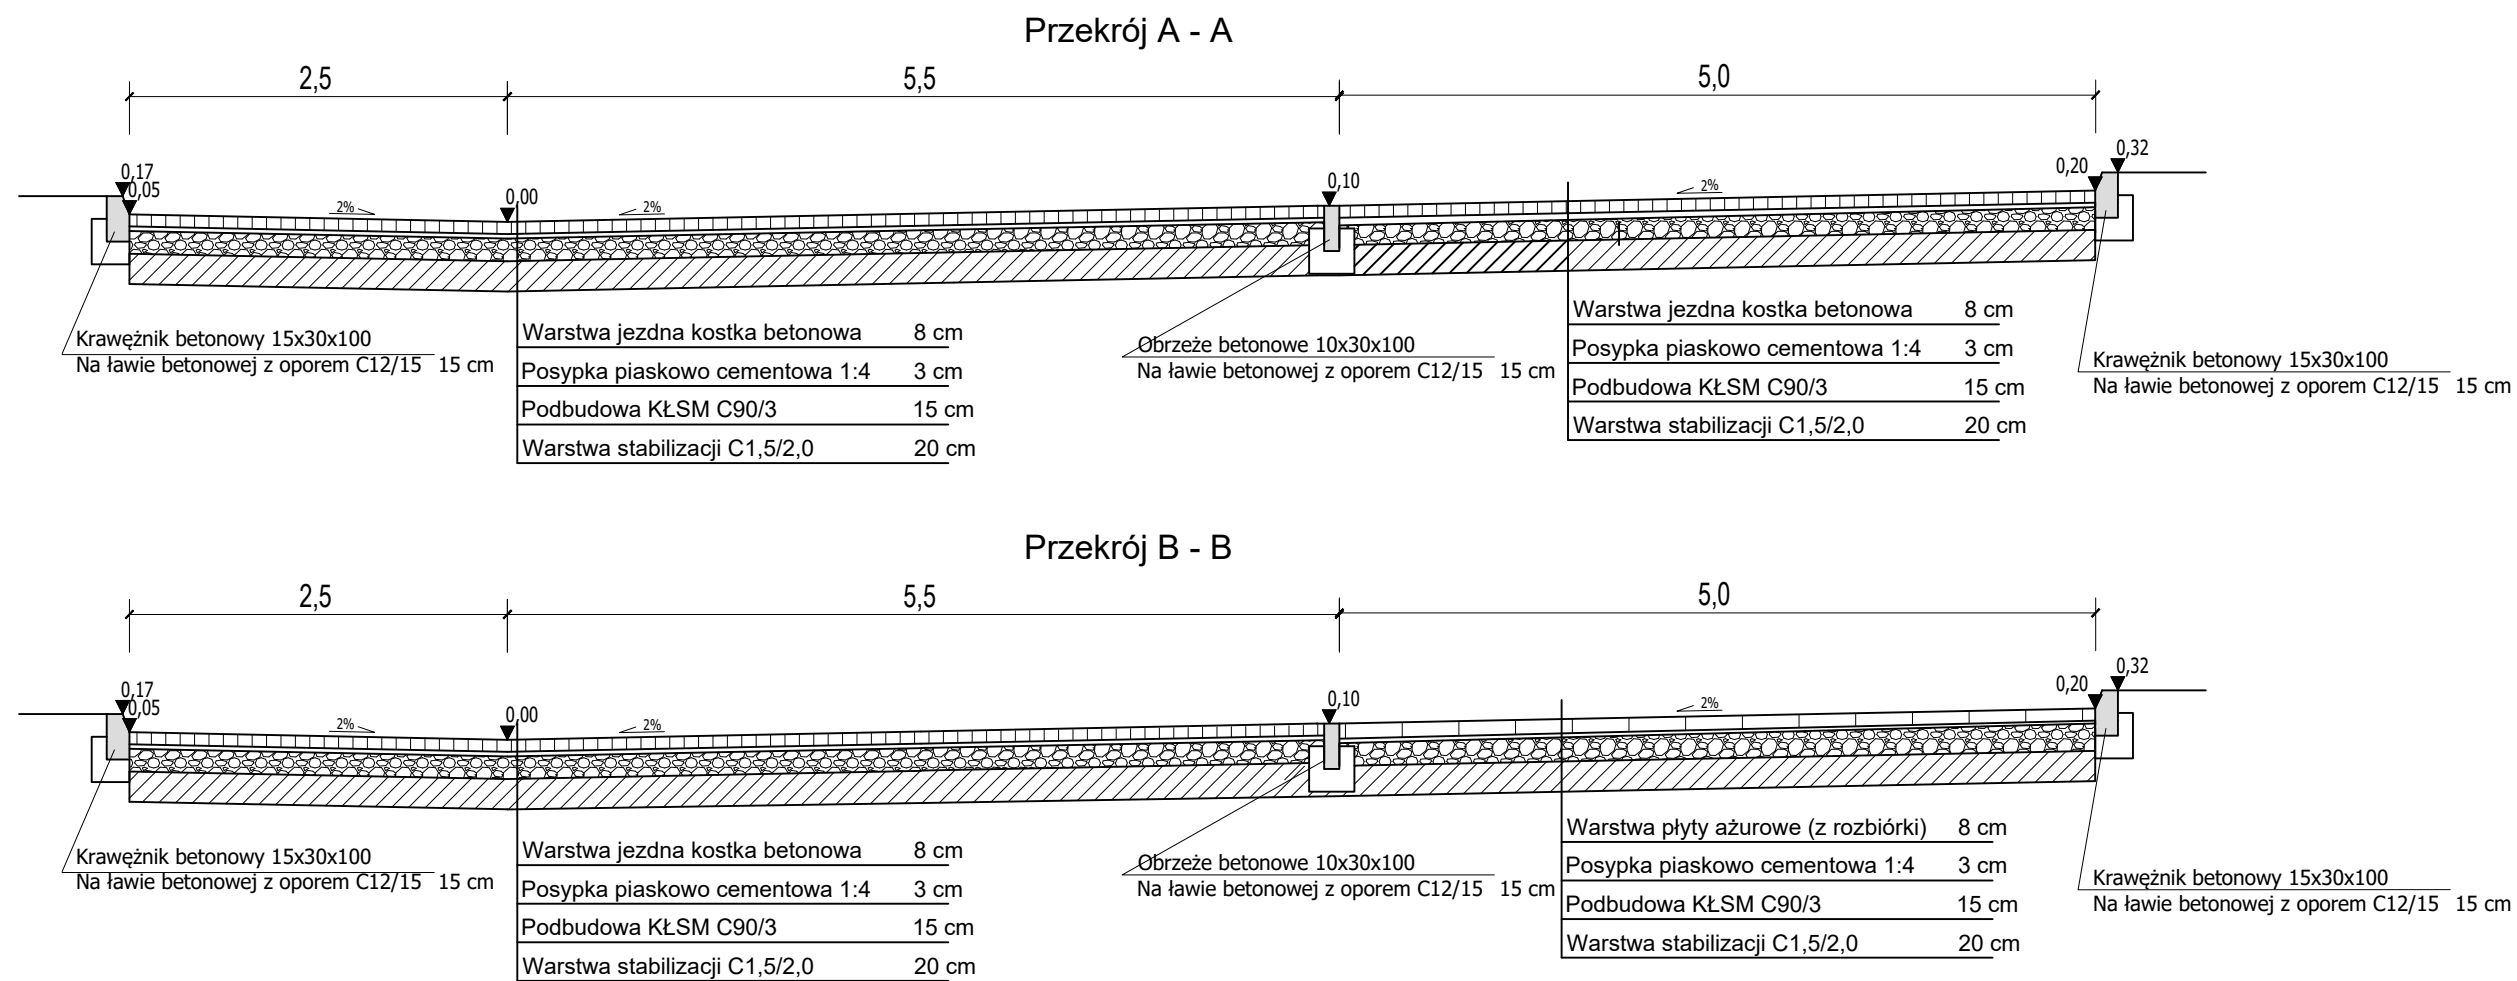 Przekrój A - A
2,5
5,5
5,0
0,17
0,05
2%
0,00
2%
0,10
2%
0,20
0,32
Krawężnik betonowy 15x30x100
Na ławie betonowej z oporem C12/15 15 cm
Warstwa jezdna kostka betonowa 8 cm
Posypka piaskowo cementowa 1:4 3 cm
Podbudowa KŁSM C90/3 15 cm
Warstwa stabilizacji C1,5/2,0 20 cm
Obrzeże betonowe 10x30x100
Na ławie betonowej z oporem C12/15 15 cm
Warstwa jezdna kostka betonowa 8 cm
Posypka piaskowo cementowa 1:4 3 cm
Podbudowa KŁSM C90/3 15 cm
Warstwa stabilizacji C1,5/2,0 20 cm
Krawężnik betonowy 15x30x100
Na ławie betonowej z oporem C12/15 15 cm
Przekrój B - B
2,5
5,5
5,0
0,17
0,05
2%
0,00
2%
0,10
2%
0,20
0,32
Krawężnik betonowy 15x30x100
Na ławie betonowej z oporem C12/15 15 cm
Warstwa jezdna kostka betonowa 8 cm
Posypka piaskowo cementowa 1:4 3 cm
Podbudowa KŁSM C90/3 15 cm
Warstwa stabilizacji C1,5/2,0 20 cm
Obrzeże betonowe 10x30x100
Na ławie betonowej z oporem C12/15 15 cm
Warstwa płyty ażurowe (z rozbiórki) 8 cm
Posypka piaskowo cementowa 1:4 3 cm
Podbudowa KŁSM C90/3 15 cm
Warstwa stabilizacji C1,5/2,0 20 cm
Krawężnik betonowy 15x30x100
Na ławie betonowej z oporem C12/15 15 cm